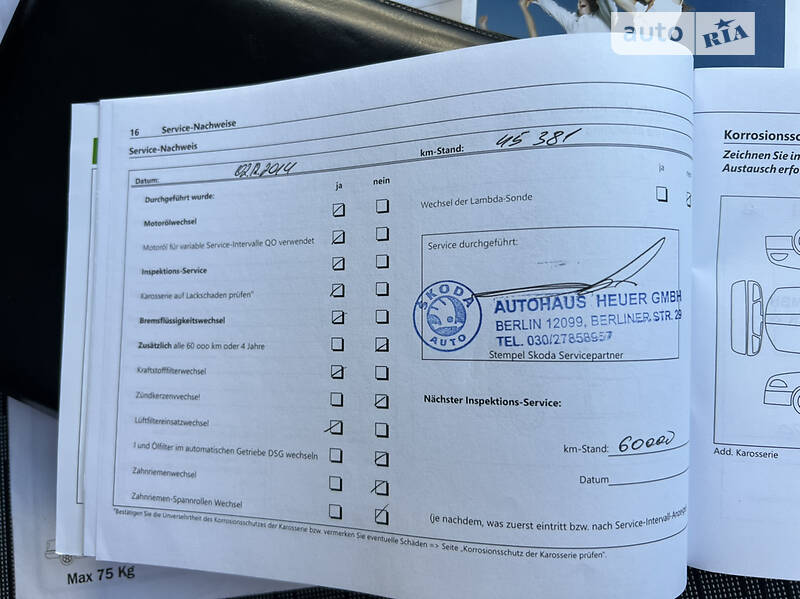 auto RIA
16 Service-Nachweise
Service-Nachweis
Datum: 02.12.2014
km-Stand: 45 381
ja nein
Durchgeführt wurde:
Motorölwechsel
Motoröl für variable Service-Intervalle QO verwendet
Inspektions-Service
Karosserie auf Lackschäden prüfen*
Bremsflüssigkeitswechsel
Zusätzlich alle 60 000 km oder 4 Jahre
Kraftstofffilterwechsel
Zündkerzenwechsel
Luftfiltereinsatzwechsel
l und Ölfilter im automatischen Getriebe DSG wechseln
Zahnriemenwechsel
Zahnriemen-Spannrollen Wechsel
*Bestätigen Sie die Unversehrtheit des Korrosionsschutzes der Karosserie bzw. vermerken Sie eventuelle Schäden => Seite „Korrosionsschutz der Karosserie prüfen".
ja
Wechsel der Lambda-Sonde
Service durchgeführt:
ŠKODA
AUTO
AUTOHAUS HEUER GMBH
BERLIN 12099, BERLINER STR. 29
TEL. 030/27858957
Stempel Skoda Servicepartner
Nächster Inspektions-Service:
km-Stand: 60000
Datum
(je nachdem, was zuerst eintritt bzw. nach Service-Intervall-Anzei
Korrosionssc
Zeichnen Sie in
Austausch erfo
Add. Karosserie
Max 75 Kg